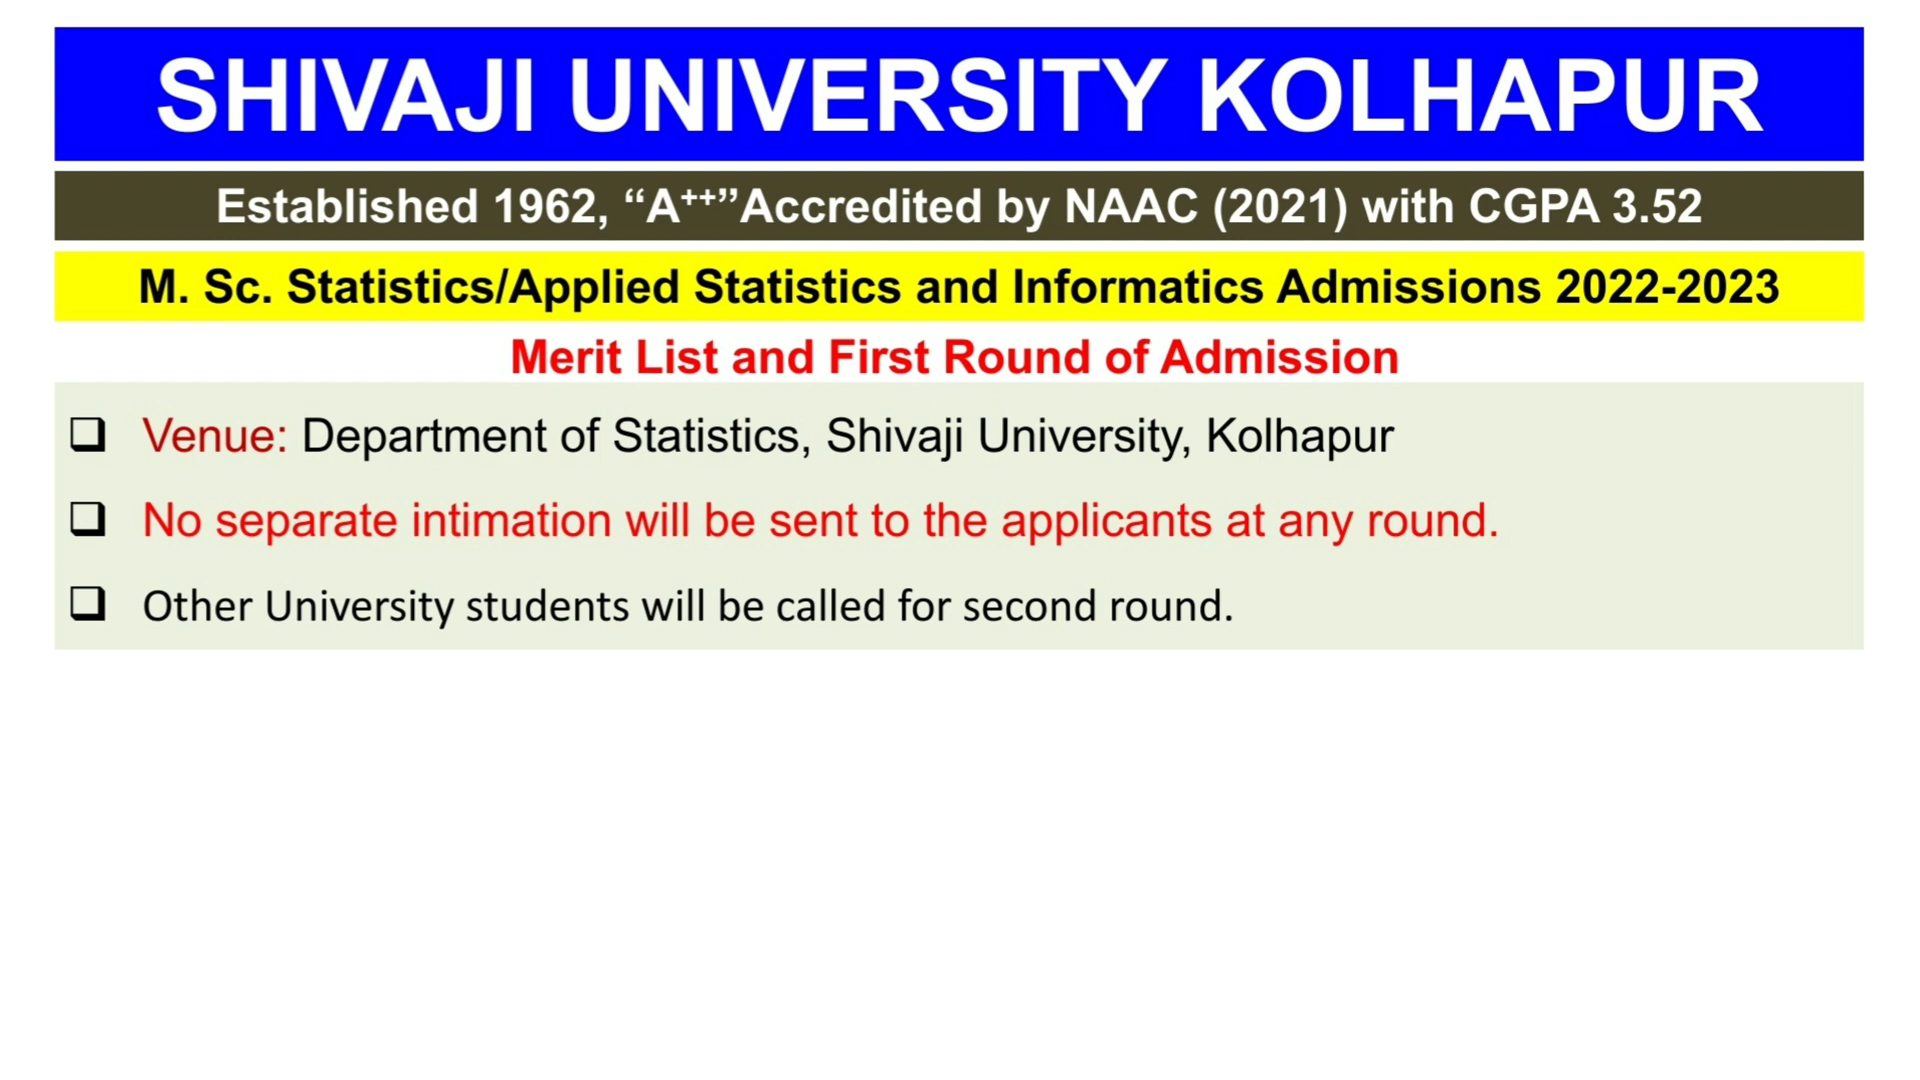 SHIVAJI UNIVERSITY KOLHAPUR
Established 1962, “A++”Accredited by NAAC (2021) with CGPA 3.52
M. Sc. Statistics/Applied Statistics and Informatics Admissions 2022-2023
Merit List and First Round of Admission
❑ Venue: Department of Statistics, Shivaji University, Kolhapur
❑ No separate intimation will be sent to the applicants at any round.
❑ Other University students will be called for second round.